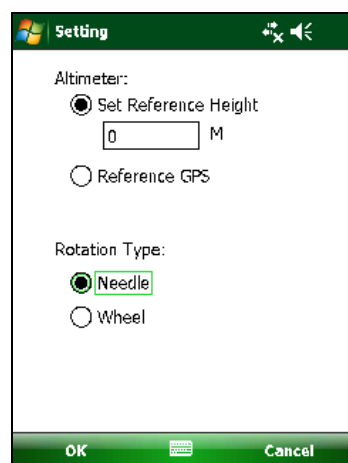 Setting
Altimeter:
Set Reference Height
0 M
Reference GPS
Rotation Type:
Needle
Wheel
OK Cancel